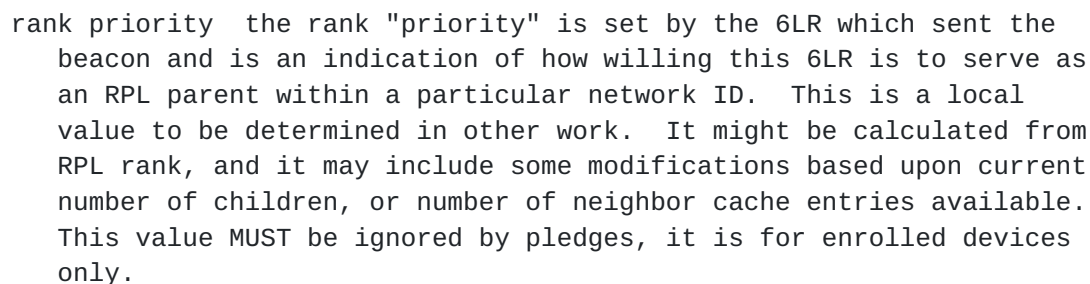 rank priority  the rank "priority" is set by the 6LR which sent the
beacon and is an indication of how willing this 6LR is to serve as
an RPL parent within a particular network ID.  This is a local
value to be determined in other work.  It might be calculated from
RPL rank, and it may include some modifications based upon current
number of children, or number of neighbor cache entries available.
This value MUST be ignored by pledges, it is for enrolled devices
only.